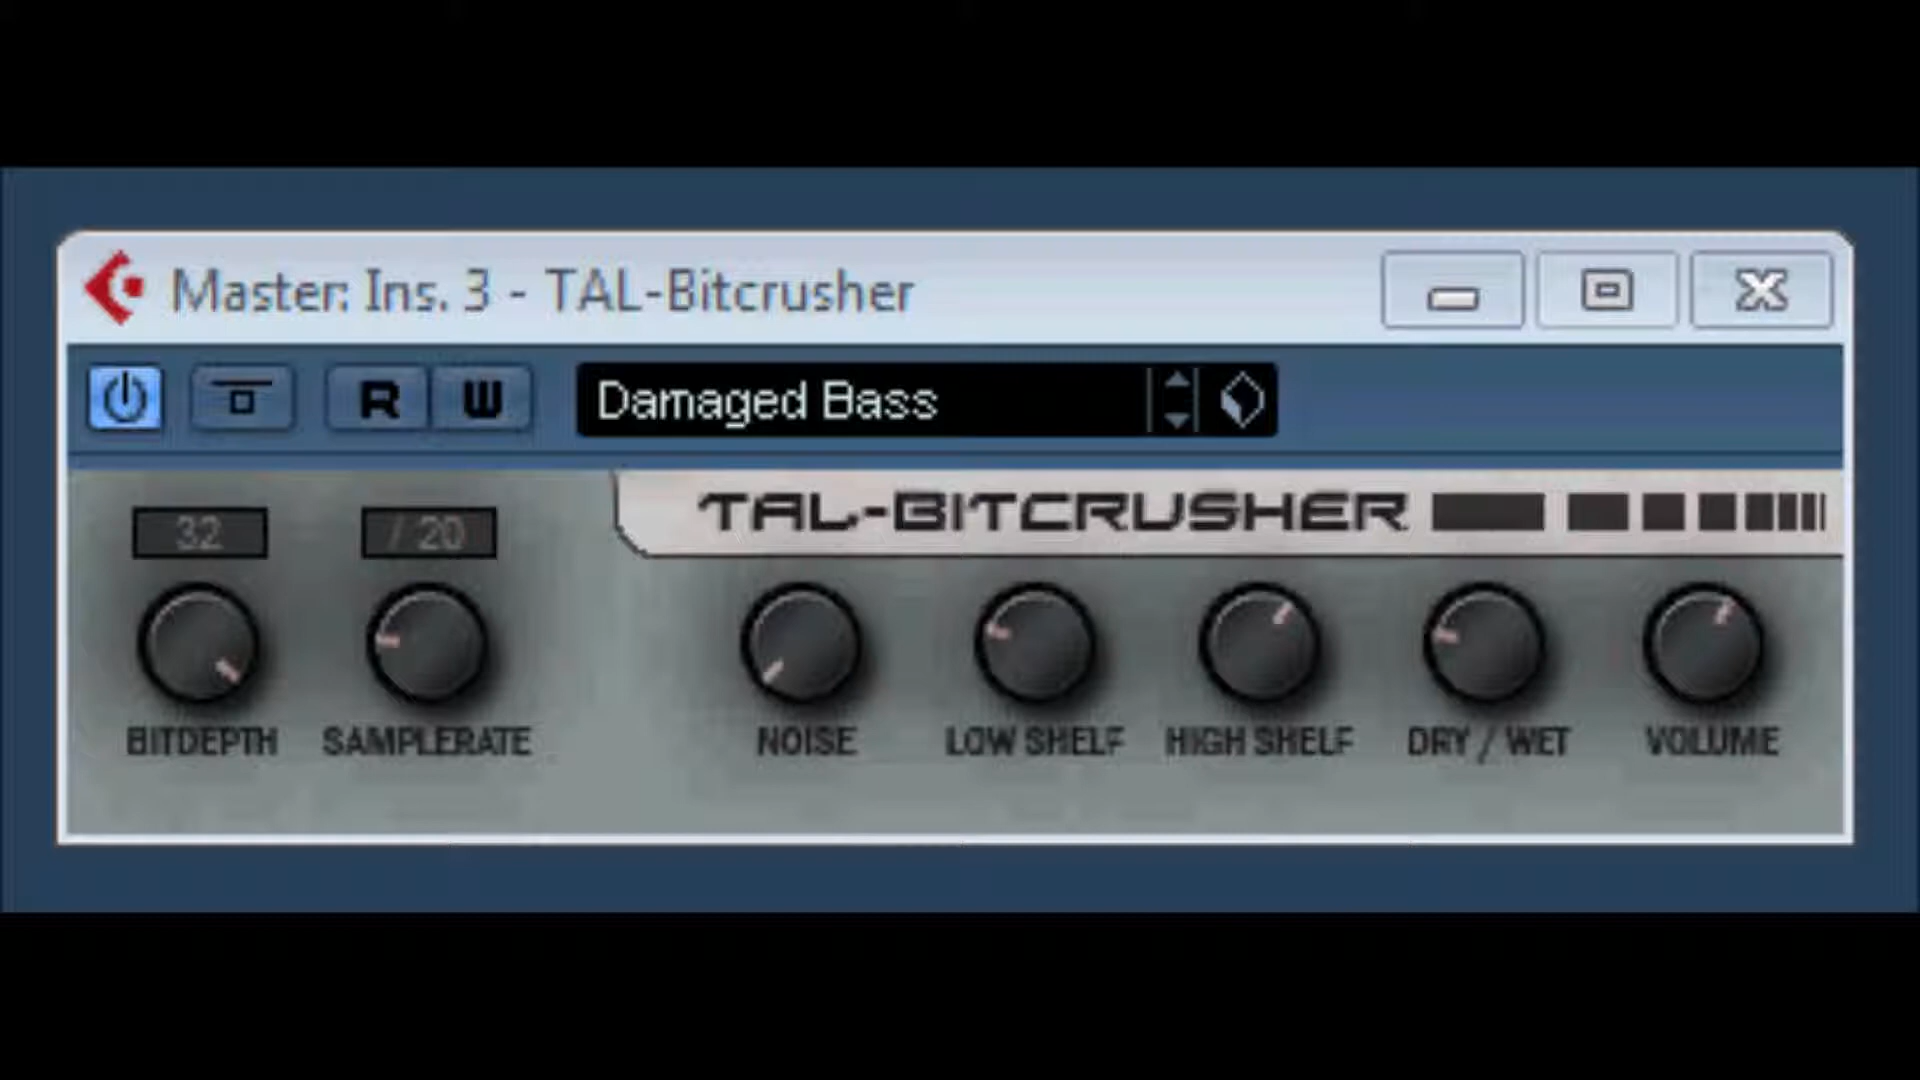 Master: Ins. 3 - TAL-Bitcrusher
R W Damaged Bass
TAL-BITCRUSHER
32 / 20
BITDEPTH SAMPLERATE NOISE LOW SHELF HIGH SHELF DRY / WET VOLUME